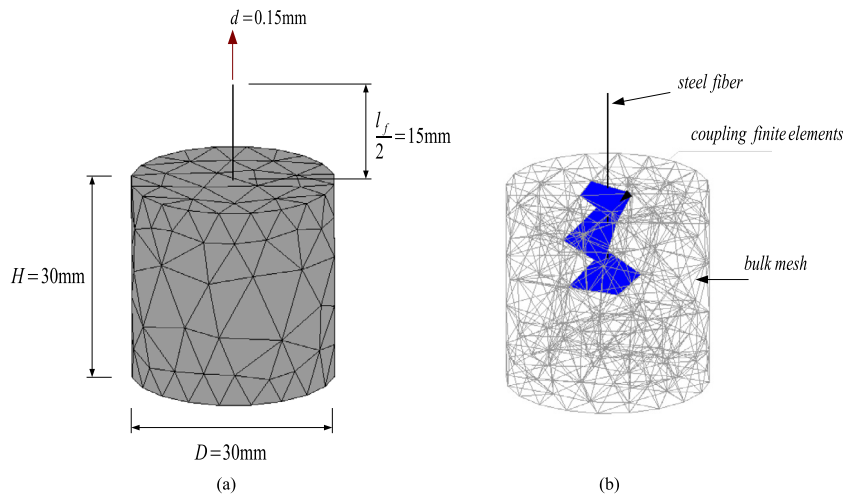 d=0.15mm
l_f/2=15mm
H=30mm
D=30mm
(a)
steel fiber
coupling finite elements
bulk mesh
(b)